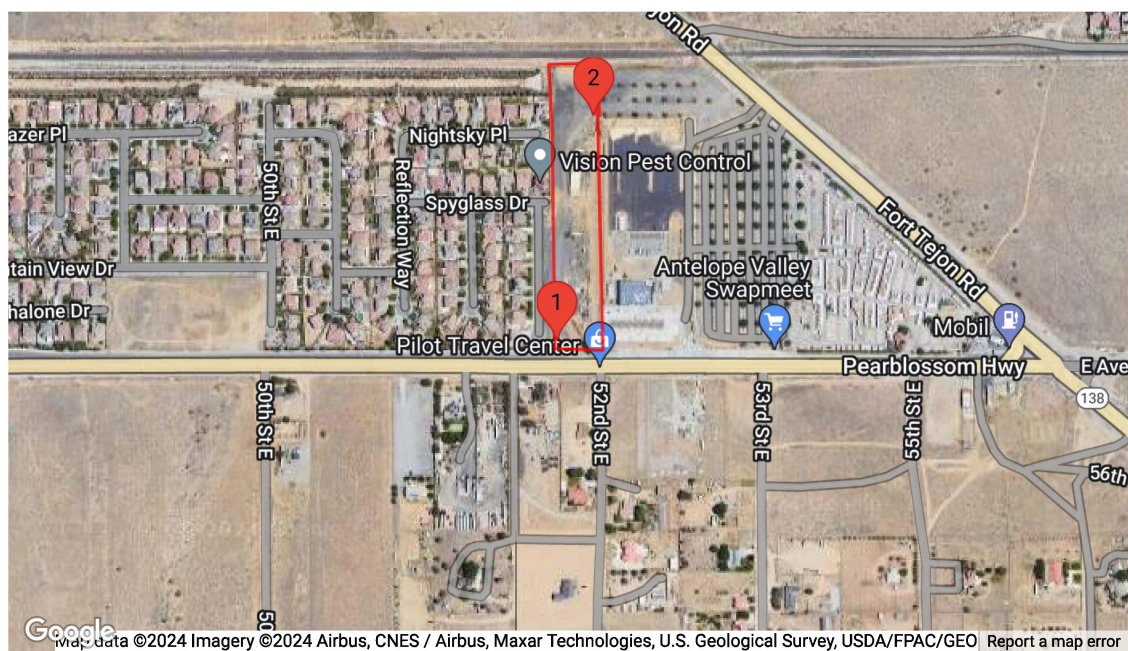 jon Rd
2
azer Pl
Nightsky Pl
Vision Pest Control
50th St E
Reflection Way
Spyglass Dr
Fort Tejon Rd
ntain View Dr
Antelope Valley
Swapmeet
halone Dr
1
Mobil
Pilot Travel Center
Pearblossom Hwy
E Ave
138
50th St E
52nd St E
53rd St E
55th St E
56th
50
Google
Map data ©2024 Imagery ©2024 Airbus, CNES / Airbus, Maxar Technologies, U.S. Geological Survey, USDA/FPAC/GEO
Report a map error